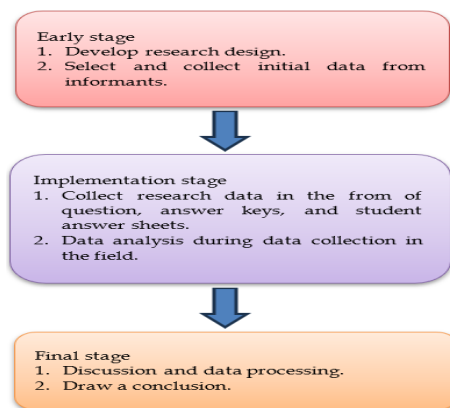 Early stage
1. Develop research design.
2. Select and collect initial data from
informants.
Implementation stage
1. Collect research data in the from of
question, answer keys, and student
answer sheets.
2. Data analysis during data collection in
the field.
Final stage
1. Discussion and data processing.
2. Draw a conclusion.